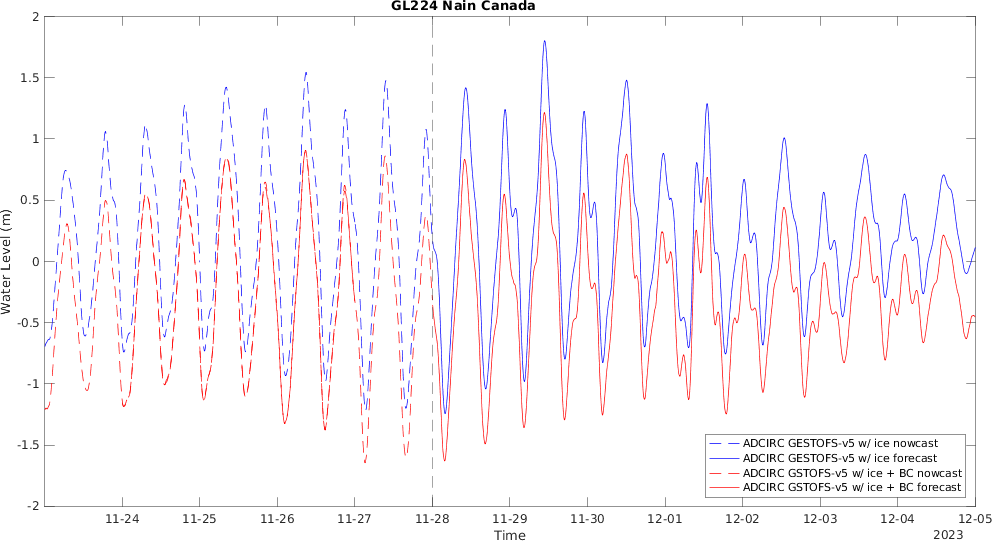 GL224 Nain Canada
2
1.5
1
0.5
0
-0.5
-1
-1.5
-2
Water Level (m)
ADCIRC GESTOFS-v5 w/ ice nowcast
ADCIRC GESTOFS-v5 w/ ice forecast
ADCIRC GSTOFS-v5 w/ ice + BC nowcast
ADCIRC GSTOFS-v5 w/ ice + BC forecast
11-24 11-25 11-26 11-27 11-28 11-29 11-30 12-01 12-02 12-03 12-04 12-05
Time
2023